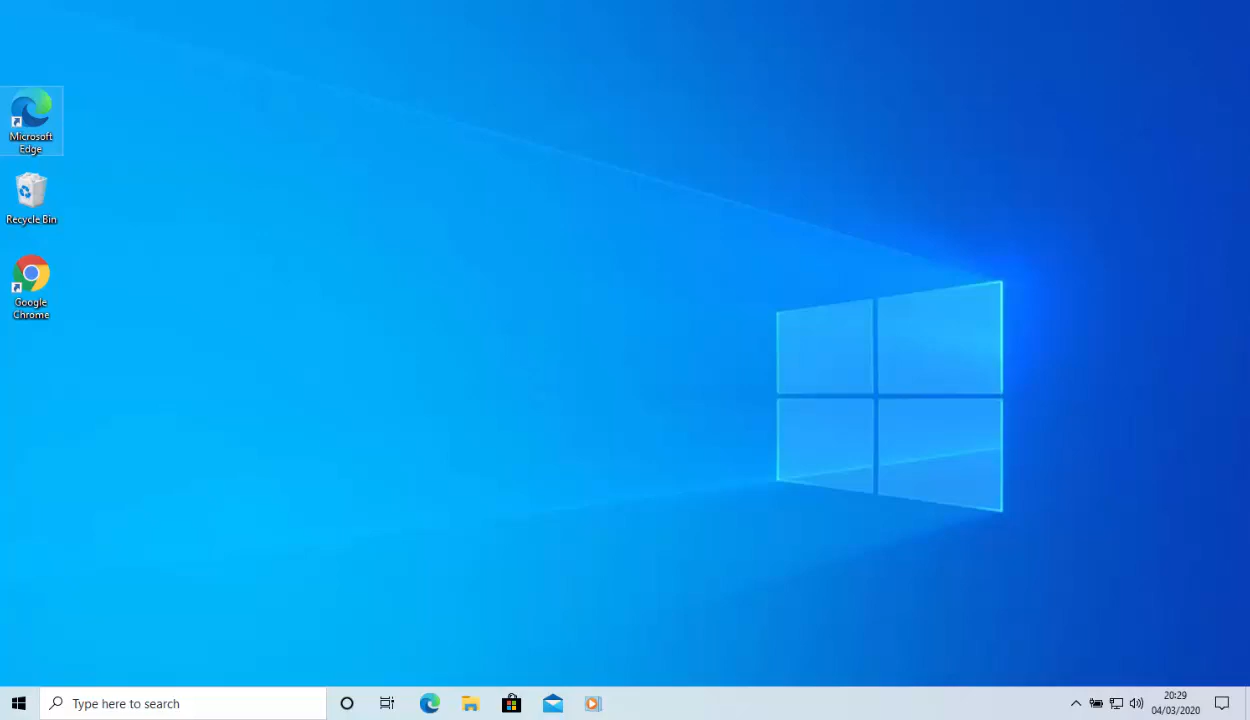 Microsoft
Edge
Recycle Bin
Google
Chrome
Type here to search
20:29
04/03/2020